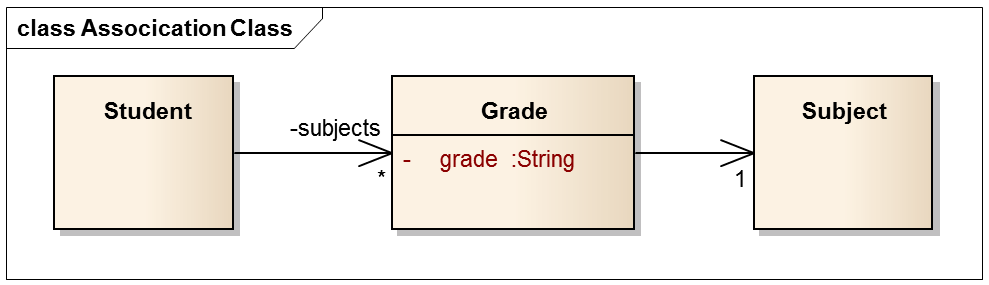 class Assocication Class
Student
Grade
Subject
-subjects
*
- grade :String
1